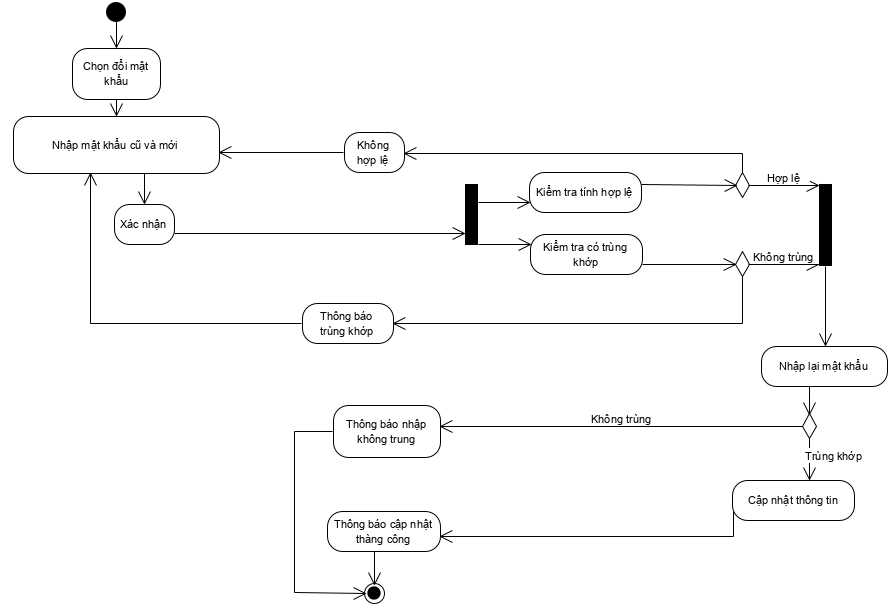 Chọn đổi mật
khẩu
Nhập mật khẩu cũ và mới
Không
hợp lệ
Xác nhận
Kiểm tra tính hợp lệ
Hợp lệ
Kiểm tra có trùng
khớp
Không trùng
Thông báo
trùng khớp
Nhập lại mật khẩu
Thông báo nhập
không trung
Không trùng
Trùng khớp
Cập nhật thông tin
Thông báo cập nhật
thàng công